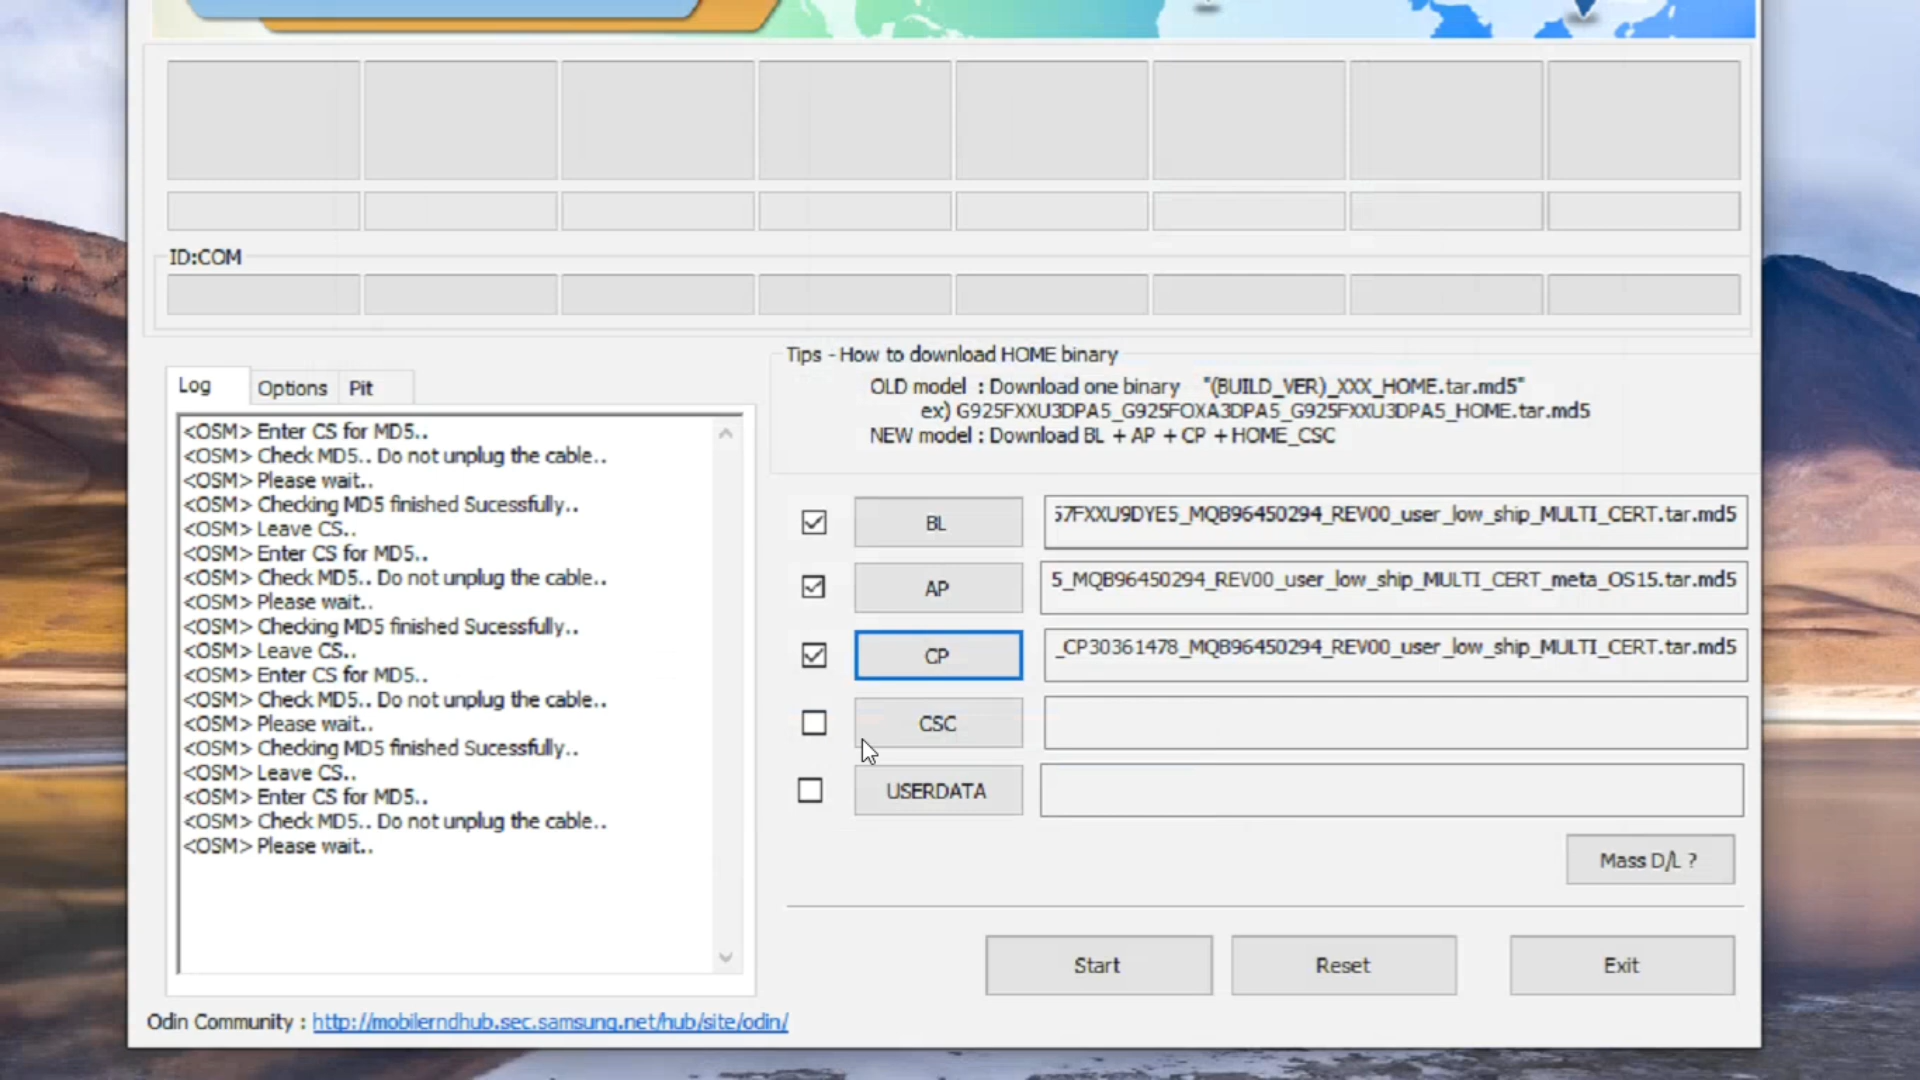 ID:COM
Log
Options
Pit
<OSM> Enter CS for MD5..
<OSM> Check MD5.. Do not unplug the cable..
<OSM> Please wait..
<OSM> Checking MD5 finished Sucessfully..
<OSM> Leave CS..
<OSM> Enter CS for MD5..
<OSM> Check MD5.. Do not unplug the cable..
<OSM> Please wait..
<OSM> Checking MD5 finished Sucessfully..
<OSM> Leave CS..
<OSM> Enter CS for MD5..
<OSM> Check MD5.. Do not unplug the cable..
<OSM> Please wait..
<OSM> Checking MD5 finished Sucessfully..
<OSM> Leave CS..
<OSM> Enter CS for MD5..
<OSM> Check MD5.. Do not unplug the cable..
<OSM> Please wait..
Tips - How to download HOME binary
OLD model : Download one binary "(BUILD_VER)_XXX_HOME.tar.md5"
ex) G925FXXU3DPA5_G925FOXA3DPA5_G925FXXU3DPA5_HOME.tar.md5
NEW model : Download BL + AP + CP + HOME_CSC
BL 57FXXU9DYE5_MQB96450294_REV00_user_low_ship_MULTI_CERT.tar.md5
AP 5_MQB96450294_REV00_user_low_ship_MULTI_CERT_meta_OS15.tar.md5
CP _CP30361478_MQB96450294_REV00_user_low_ship_MULTI_CERT.tar.md5
CSC
USERDATA
Mass D/L ?
Start
Reset
Exit
Odin Community : http://mobilerndhub.sec.samsung.net/hub/site/odin/